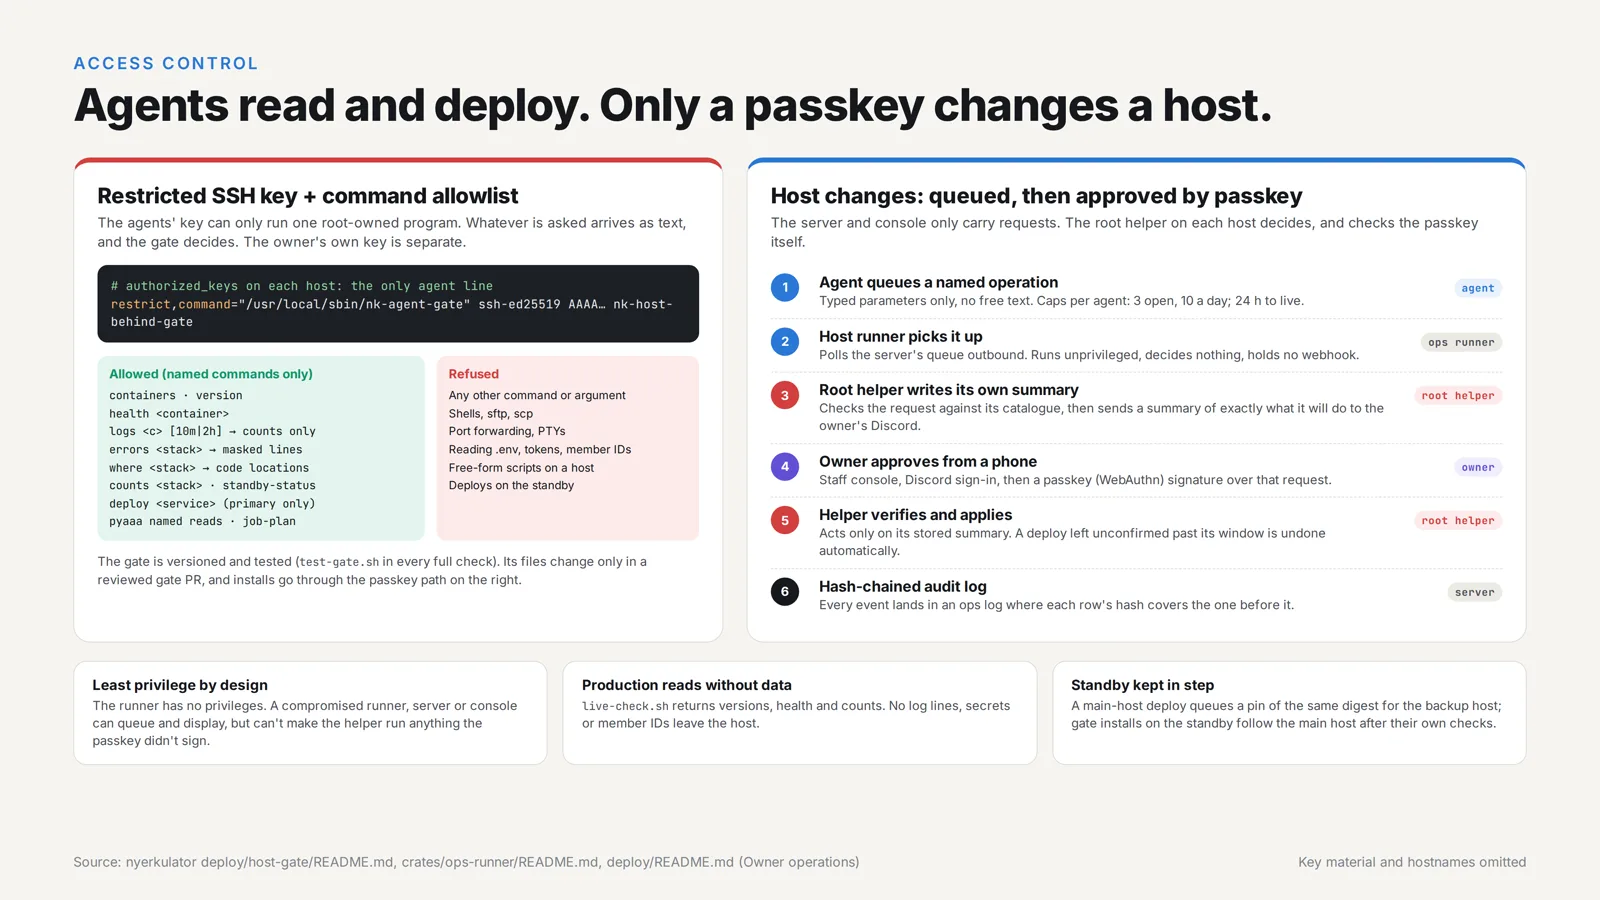 ACCESS CONTROL
Agents read and deploy. Only a passkey changes a host.
Restricted SSH key + command allowlist
The agents' key can only run one root-owned program. Whatever is asked arrives as text,
and the gate decides. The owner's own key is separate.
# authorized_keys on each host: the only agent line
restrict,command="/usr/local/sbin/nk-agent-gate" ssh-ed25519 AAAA… nk-host-
behind-gate
Allowed (named commands only)
containers · version
health <container>
logs <c> [10m|2h] → counts only
errors <stack> → masked lines
where <stack> → code locations
counts <stack> · standby-status
deploy <service> (primary only)
pyaaa named reads · job-plan
Refused
Any other command or argument
Shells, sftp, scp
Port forwarding, PTYs
Reading .env, tokens, member IDs
Free-form scripts on a host
Deploys on the standby
The gate is versioned and tested (test-gate.sh in every full check). Its files change only in a
reviewed gate PR, and installs go through the passkey path on the right.
Host changes: queued, then approved by passkey
The server and console only carry requests. The root helper on each host decides, and checks the passkey
itself.
1
Agent queues a named operation
agent
Typed parameters only, no free text. Caps per agent: 3 open, 10 a day; 24 h to live.
2
Host runner picks it up
ops runner
Polls the server's queue outbound. Runs unprivileged, decides nothing, holds no webhook.
3
Root helper writes its own summary
root helper
Checks the request against its catalogue, then sends a summary of exactly what it will do to the
owner's Discord.
4
Owner approves from a phone
owner
Staff console, Discord sign-in, then a passkey (WebAuthn) signature over that request.
5
Helper verifies and applies
root helper
Acts only on its stored summary. A deploy left unconfirmed past its window is undone
automatically.
6
Hash-chained audit log
server
Every event lands in an ops log where each row's hash covers the one before it.
Least privilege by design
The runner has no privileges. A compromised runner, server or console
can queue and display, but can't make the helper run anything the
passkey didn't sign.
Production reads without data
live-check.sh returns versions, health and counts. No log lines, secrets
or member IDs leave the host.
Standby kept in step
A main-host deploy queues a pin of the same digest for the backup host;
gate installs on the standby follow the main host after their own checks.
Source: nyerkulator deploy/host-gate/README.md, crates/ops-runner/README.md, deploy/README.md (Owner operations)
Key material and hostnames omitted